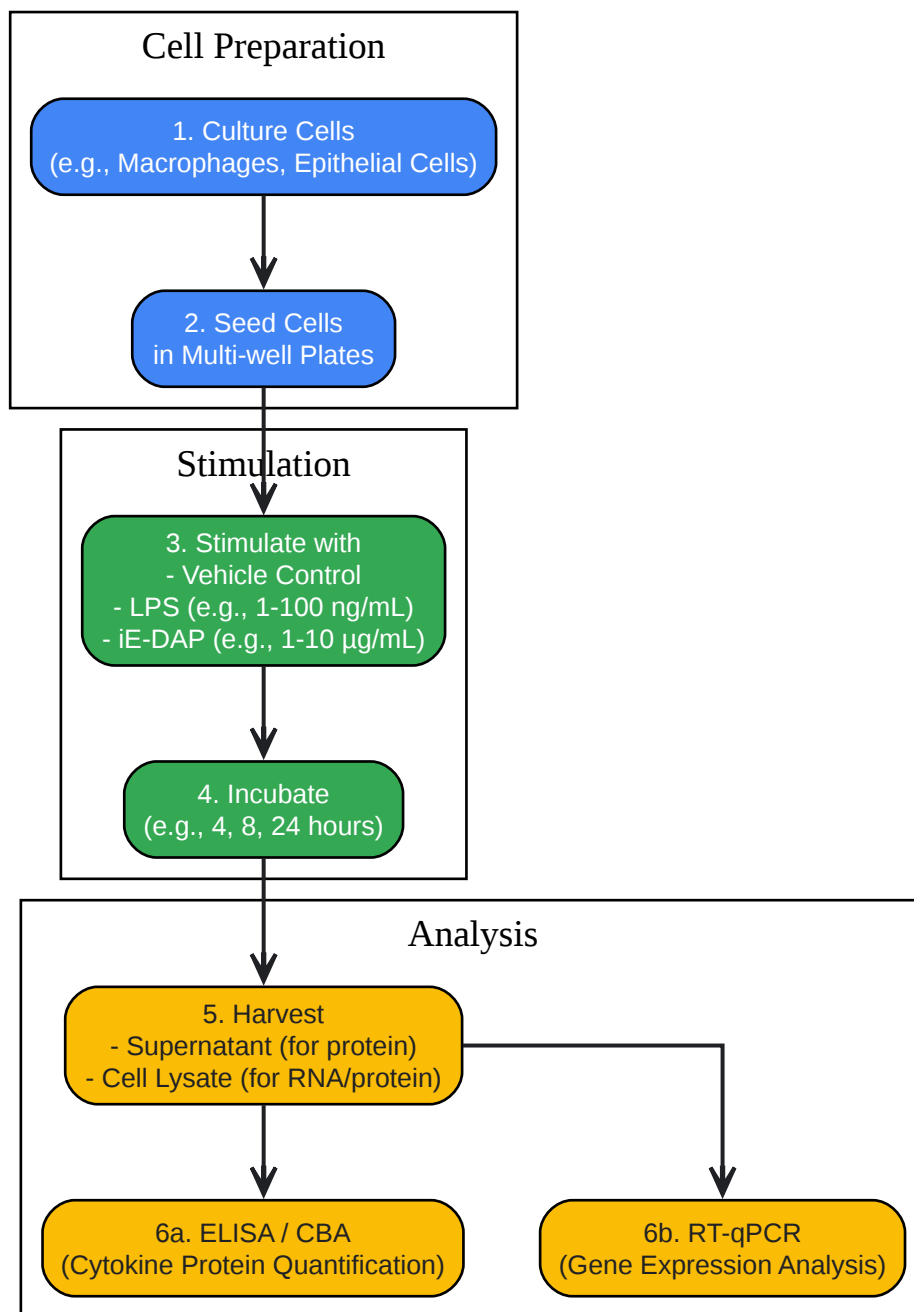 Cell Preparation
1. Culture Cells
(e.g., Macrophages, Epithelial Cells)
2. Seed Cells
in Multi-well Plates
Stimulation
3. Stimulate with
- Vehicle Control
- LPS (e.g., 1-100 ng/mL)
- iE-DAP (e.g., 1-10 µg/mL)
4. Incubate
(e.g., 4, 8, 24 hours)
Analysis
5. Harvest
- Supernatant (for protein)
- Cell Lysate (for RNA/protein)
6a. ELISA / CBA
(Cytokine Protein Quantification)
6b. RT-qPCR
(Gene Expression Analysis)